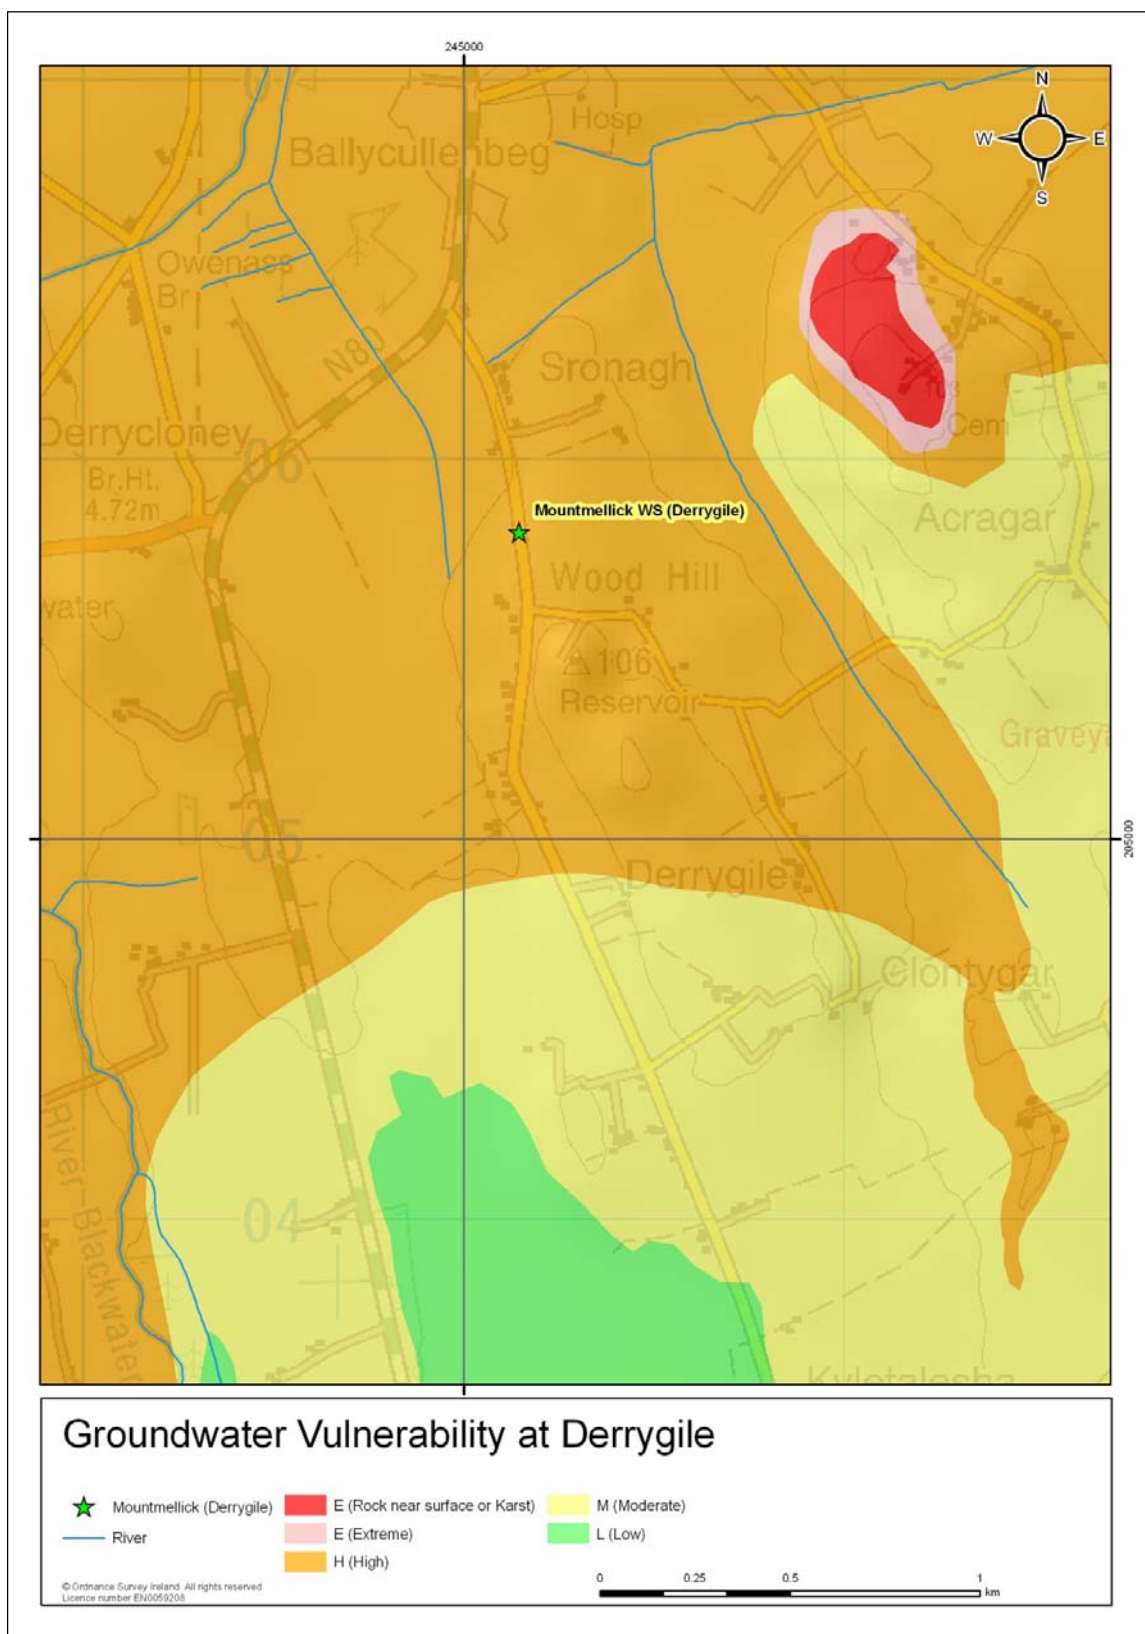 245000
07
Hosp
N
W E
S
Ballycullenbeg
Owenass
Br
N80
Sronagh
103
Cem
Derrycloney
06
Br.Ht.
4.72m
Mountmellick WS (Derrygile)
Acragar
Wood Hill
water
106
Reservoir
Graveya
05
205000
Derrygile
Clontygar
River Blackwater
04
Kyletalesha
Groundwater Vulnerability at Derrygile
Mountmellick (Derrygile)
River
E (Rock near surface or Karst)
E (Extreme)
H (High)
M (Moderate)
L (Low)
© Ordnance Survey Ireland. All rights reserved.
Licence number EN0059208
0 0.25 0.5 1
km